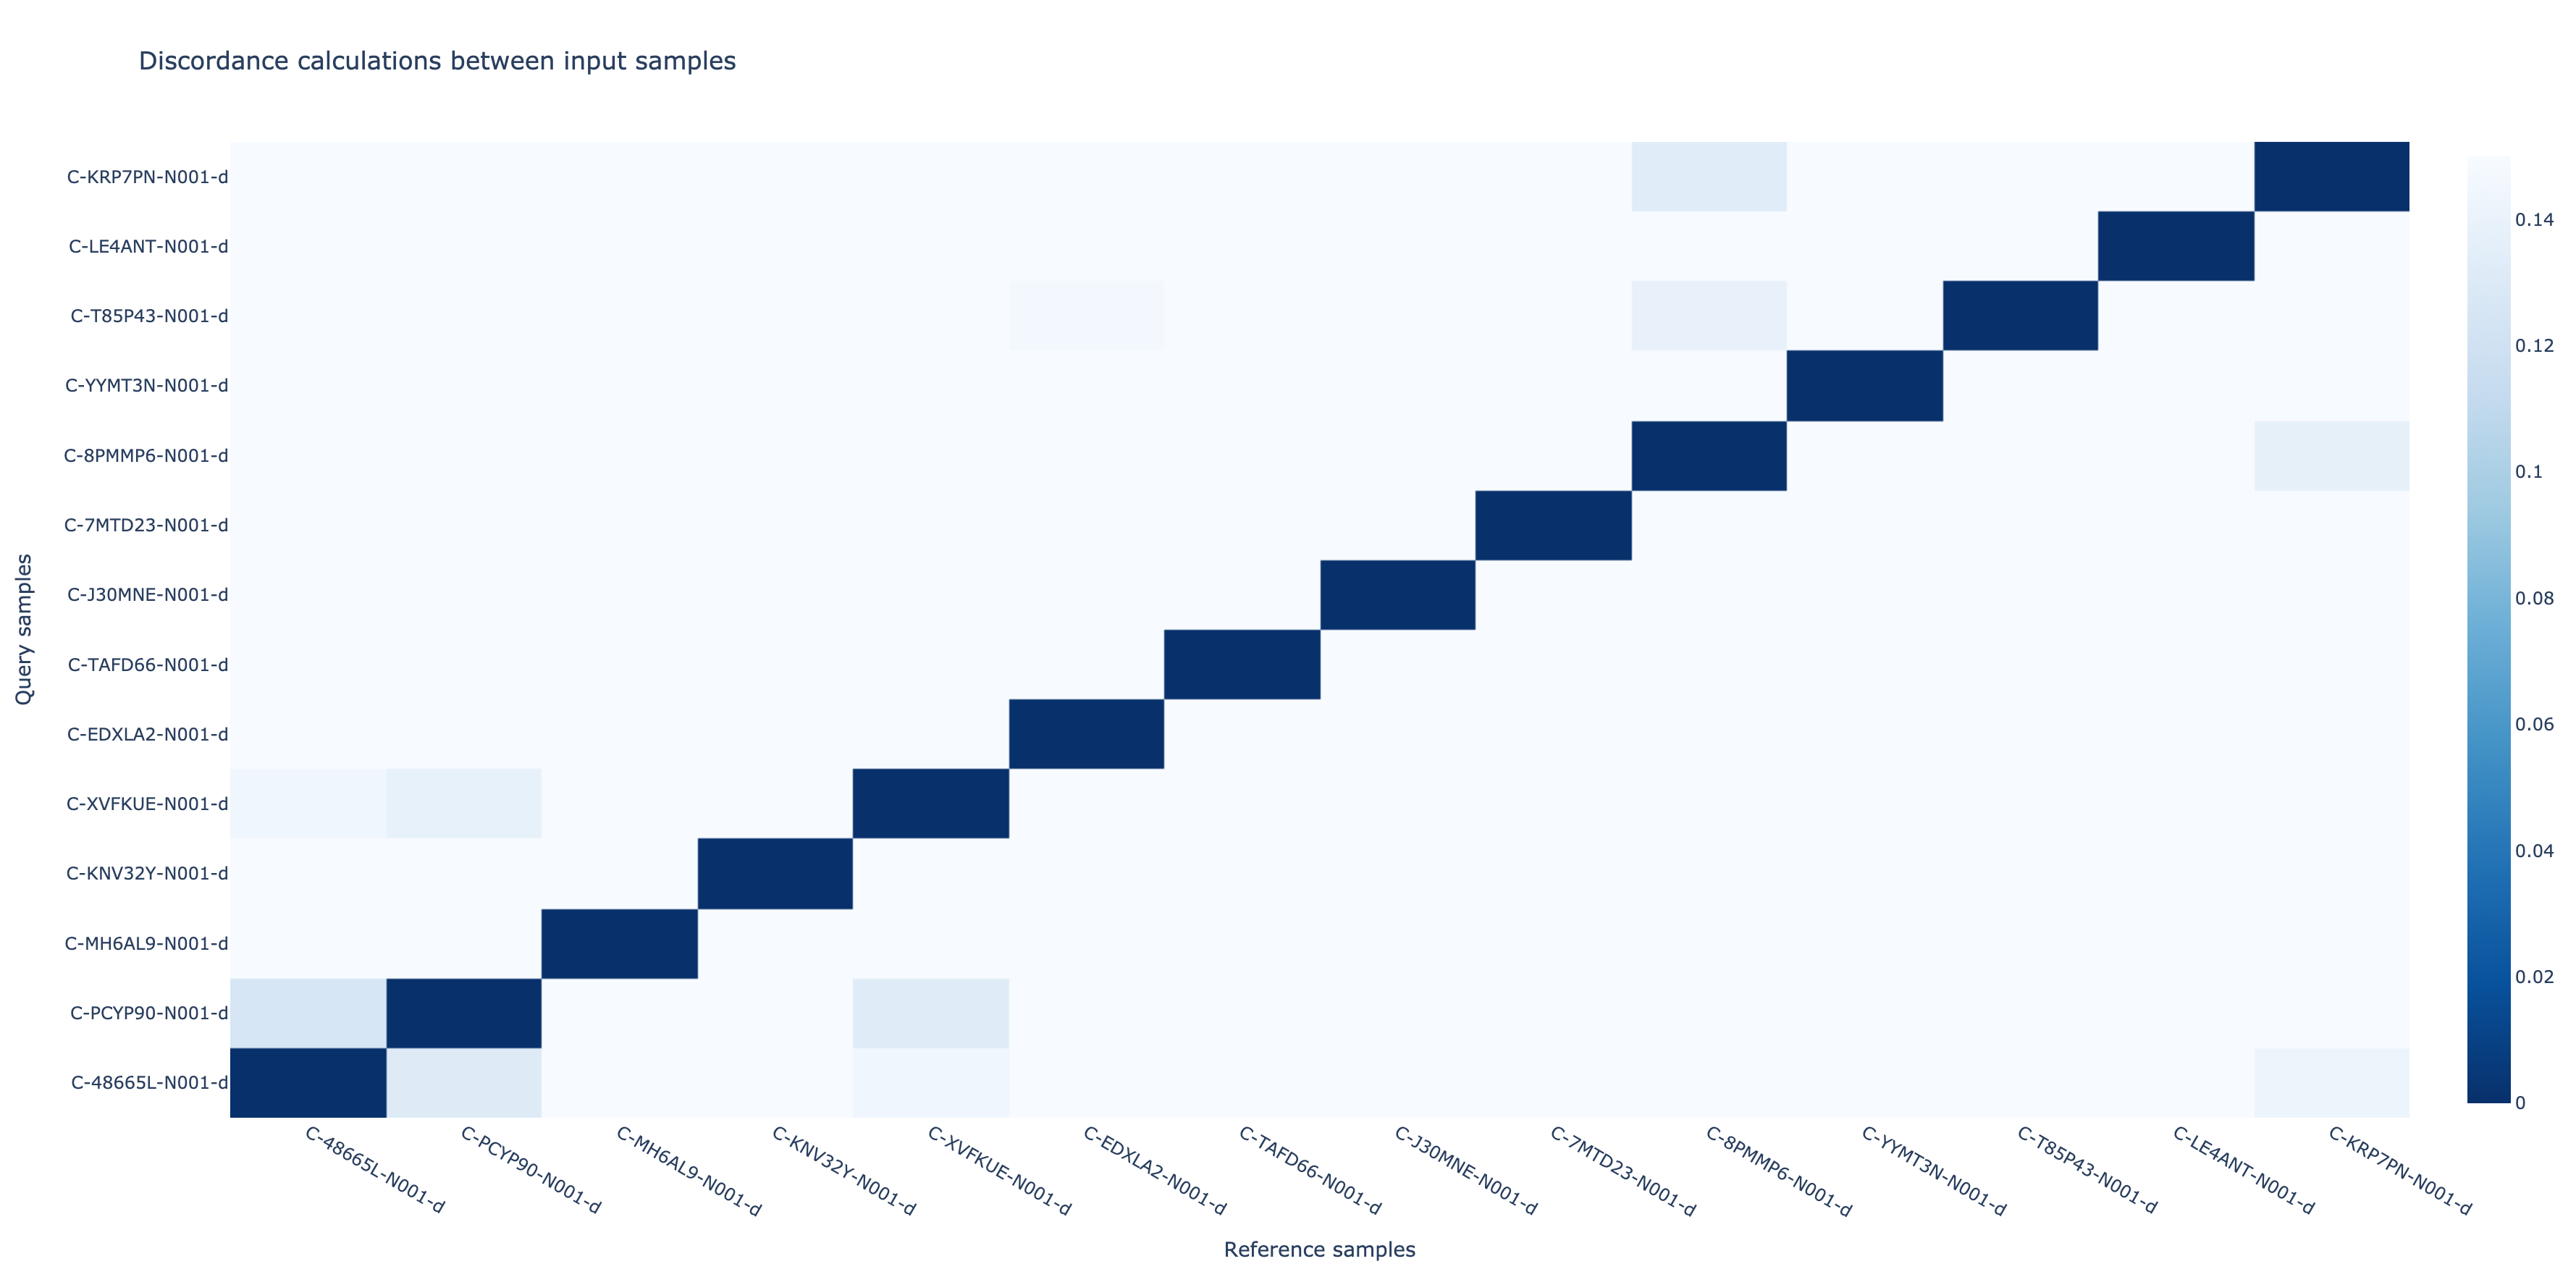 Discordance calculations between input samples
Query samples
C-KRP7PN-N001-d
C-LE4ANT-N001-d
C-T85P43-N001-d
C-YYMT3N-N001-d
C-8PMMP6-N001-d
C-7MTD23-N001-d
C-J30MNE-N001-d
C-TAFD66-N001-d
C-EDXLA2-N001-d
C-XVFKUE-N001-d
C-KNV32Y-N001-d
C-MH6AL9-N001-d
C-PCYP90-N001-d
C-48665L-N001-d
C-48665L-N001-d
C-PCYP90-N001-d
C-MH6AL9-N001-d
C-KNV32Y-N001-d
C-XVFKUE-N001-d
C-EDXLA2-N001-d
C-TAFD66-N001-d
C-J30MNE-N001-d
C-7MTD23-N001-d
C-8PMMP6-N001-d
C-YYMT3N-N001-d
C-T85P43-N001-d
C-LE4ANT-N001-d
C-KRP7PN-N001-d
Reference samples
0.14
0.12
0.1
0.08
0.06
0.04
0.02
0